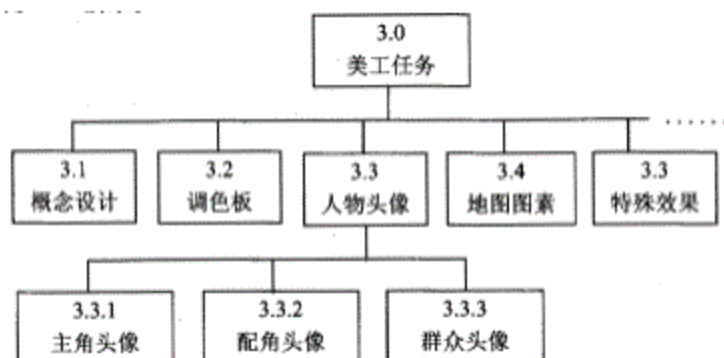 3.0
美工任务
......
3.1
概念设计
3.2
调色板
3.3
人物头像
3.4
地图图素
3.3
特殊效果
3.3.1
主角头像
3.3.2
配角头像
3.3.3
群众头像